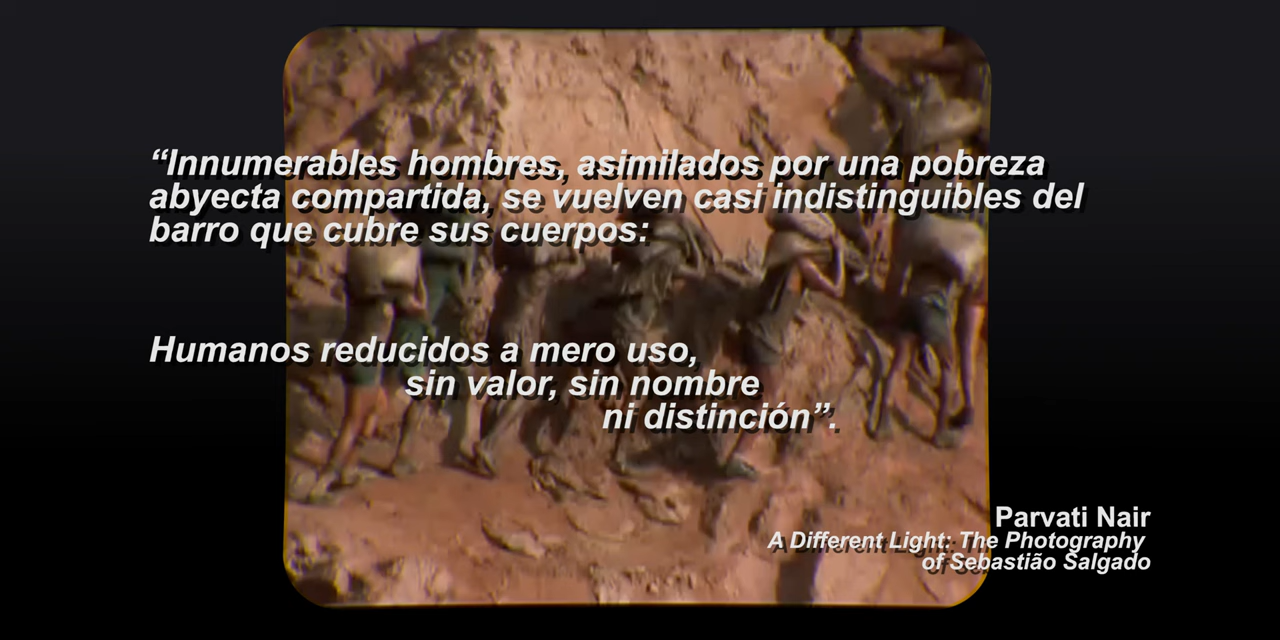 “Innumerables hombres, asimilados por una pobreza
abyecta compartida, se vuelven casi indistinguibles del
barro que cubre sus cuerpos:
Humanos reducidos a mero uso,
sin valor, sin nombre
ni distinción”.
Parvati Nair
A Different Light: The Photography
of Sebastião Salgado